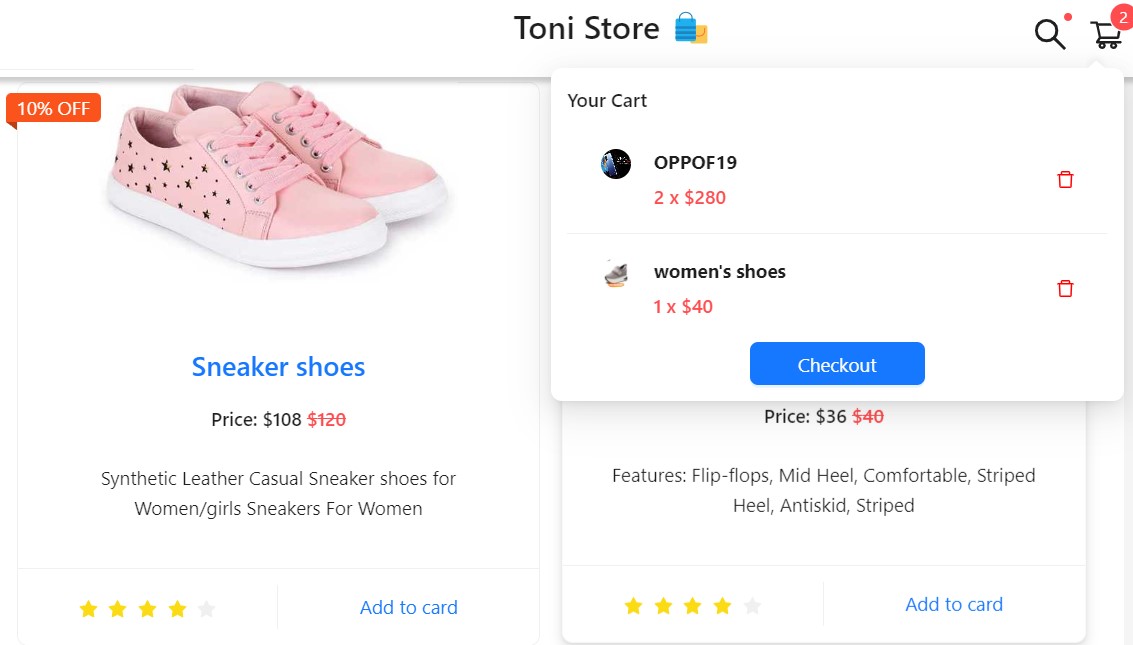 Toni Store
2
10% OFF
Your Cart
OPPOF19
2 x $280
women's shoes
1 x $40
Checkout
Sneaker shoes
Price: $108 $120
Synthetic Leather Casual Sneaker shoes for
Women/girls Sneakers For Women
Add to card
Price: $36 $40
Features: Flip-flops, Mid Heel, Comfortable, Striped
Heel, Antiskid, Striped
Add to card